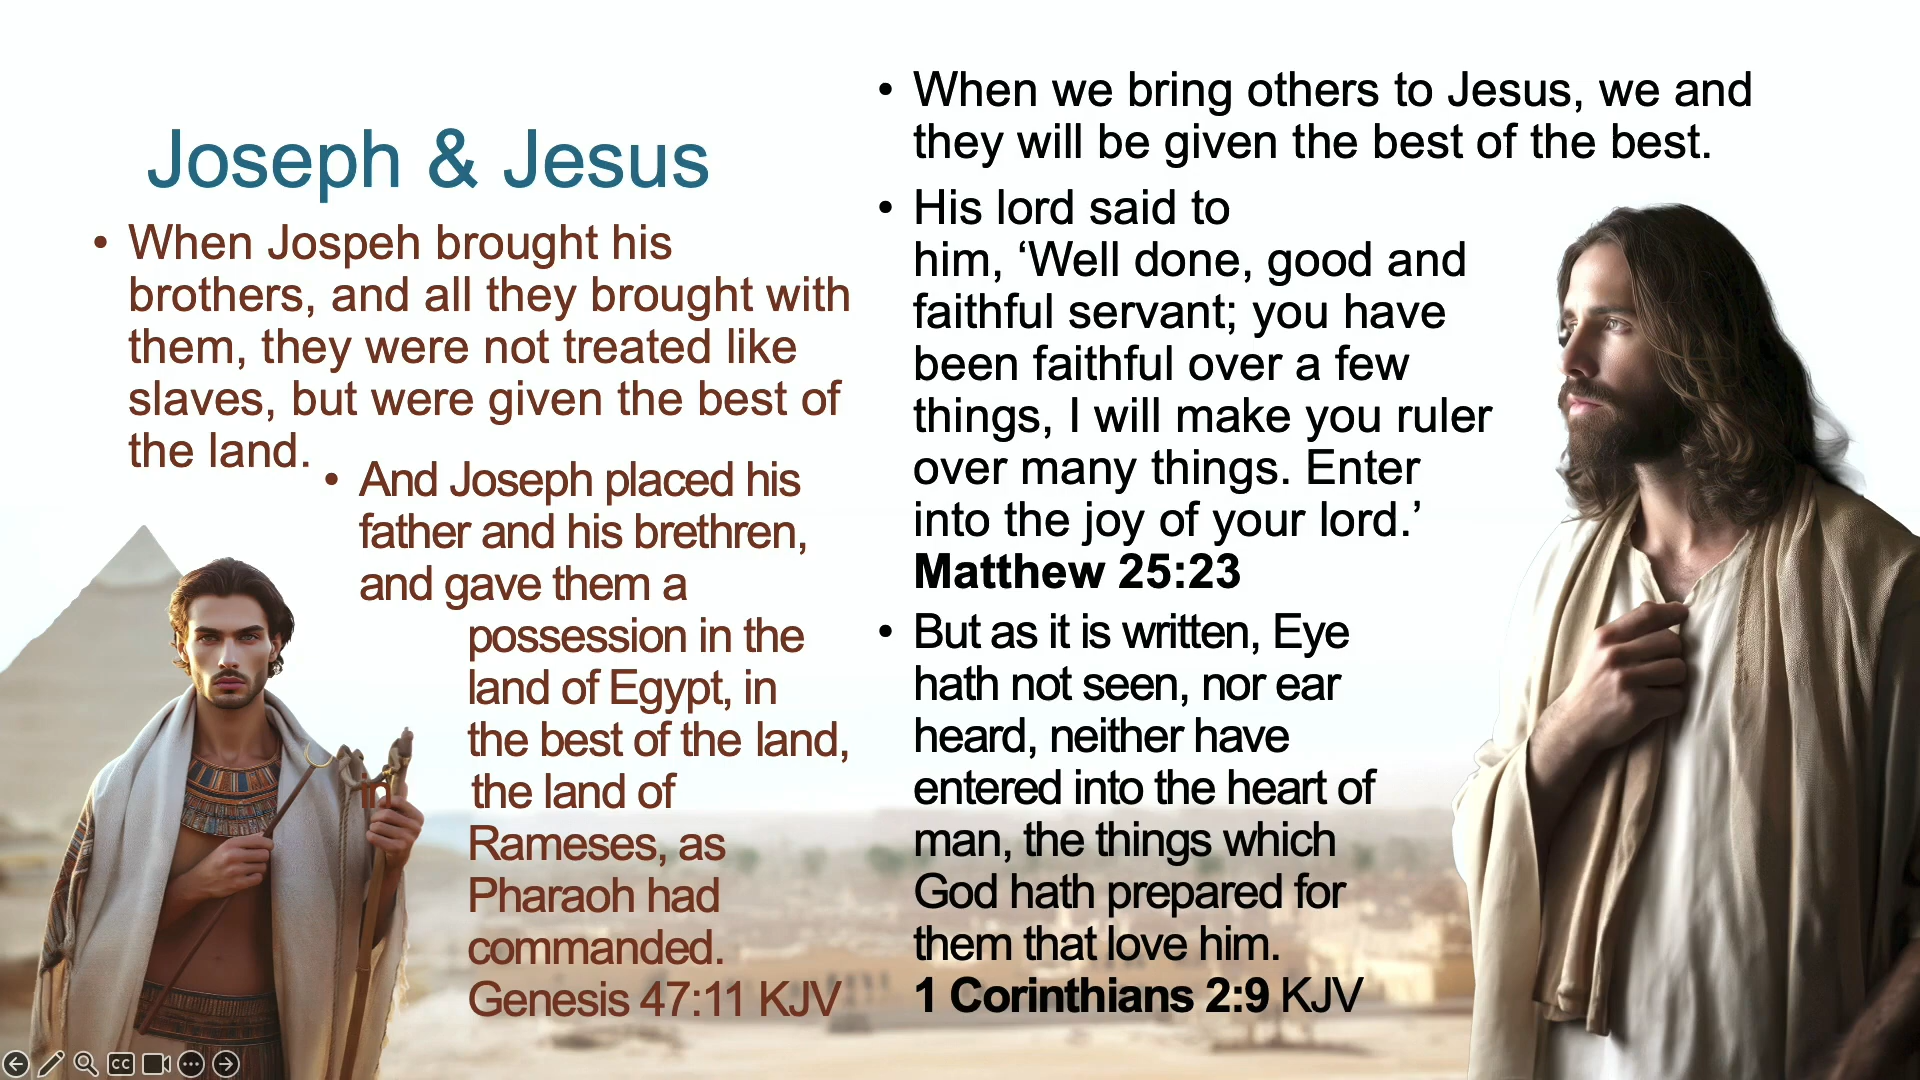 Joseph & Jesus
• When Jospeh brought his
brothers, and all they brought with
them, they were not treated like
slaves, but were given the best of
the land.
• And Joseph placed his
father and his brethren,
and gave them a
possession in the
land of Egypt, in
the best of the land,
in the land of
Rameses, as
Pharaoh had
commanded.
Genesis 47:11 KJV
• When we bring others to Jesus, we and
they will be given the best of the best.
• His lord said to
him, ‘Well done, good and
faithful servant; you have
been faithful over a few
things, I will make you ruler
over many things. Enter
into the joy of your lord.’
Matthew 25:23
• But as it is written, Eye
hath not seen, nor ear
heard, neither have
entered into the heart of
man, the things which
God hath prepared for
them that love him.
1 Corinthians 2:9 KJV
CC